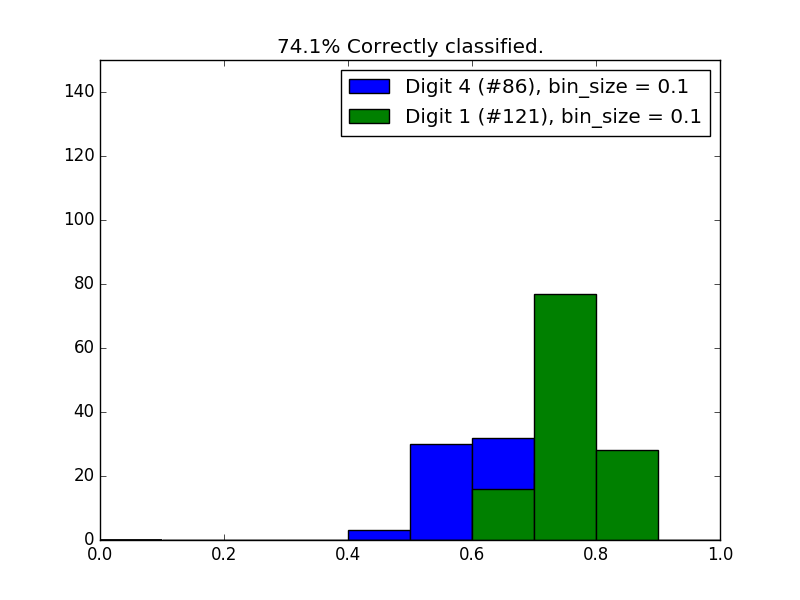 74.1% Correctly classified.
Digit 4 (#86), bin_size = 0.1
Digit 1 (#121), bin_size = 0.1
140
120
100
80
60
40
20
0
0.0 0.2 0.4 0.6 0.8 1.0